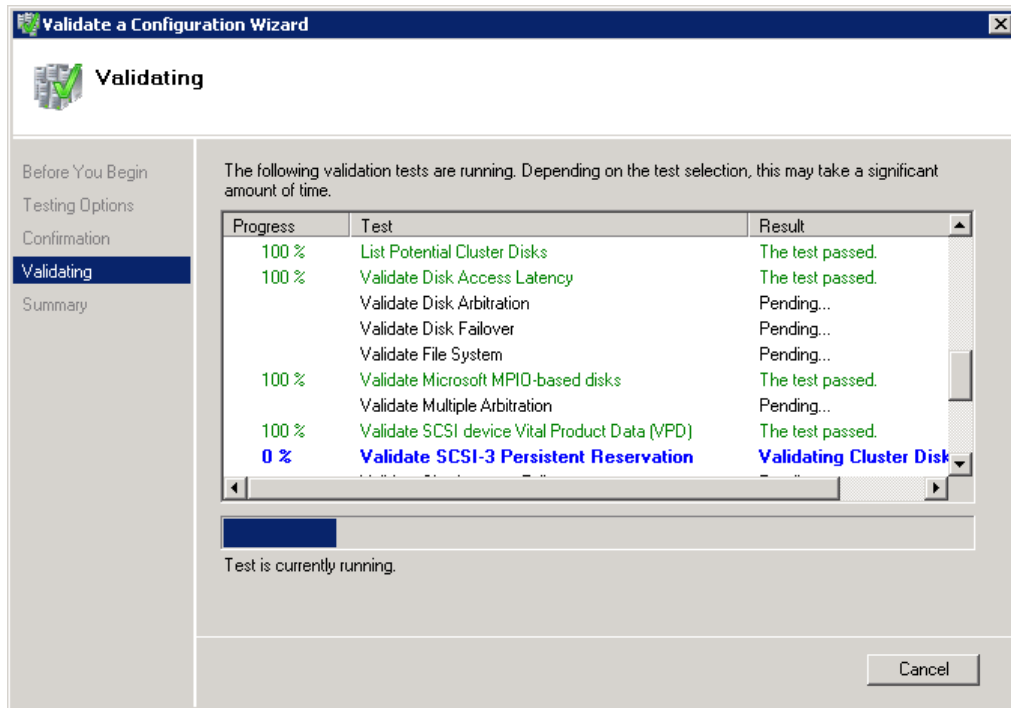 Validate a Configuration Wizard
Validating
Before You Begin
Testing Options
Confirmation
Validating
Summary
The following validation tests are running. Depending on the test selection, this may take a significant
amount of time.
Progress Test Result
100 % List Potential Cluster Disks The test passed.
100 % Validate Disk Access Latency The test passed.
Validate Disk Arbitration Pending...
Validate Disk Failover Pending...
Validate File System Pending...
100 % Validate Microsoft MPIO-based disks The test passed.
Validate Multiple Arbitration Pending...
100 % Validate SCSI device Vital Product Data (VPD) The test passed.
0 % Validate SCSI-3 Persistent Reservation Validating Cluster Disk
Test is currently running.
Cancel